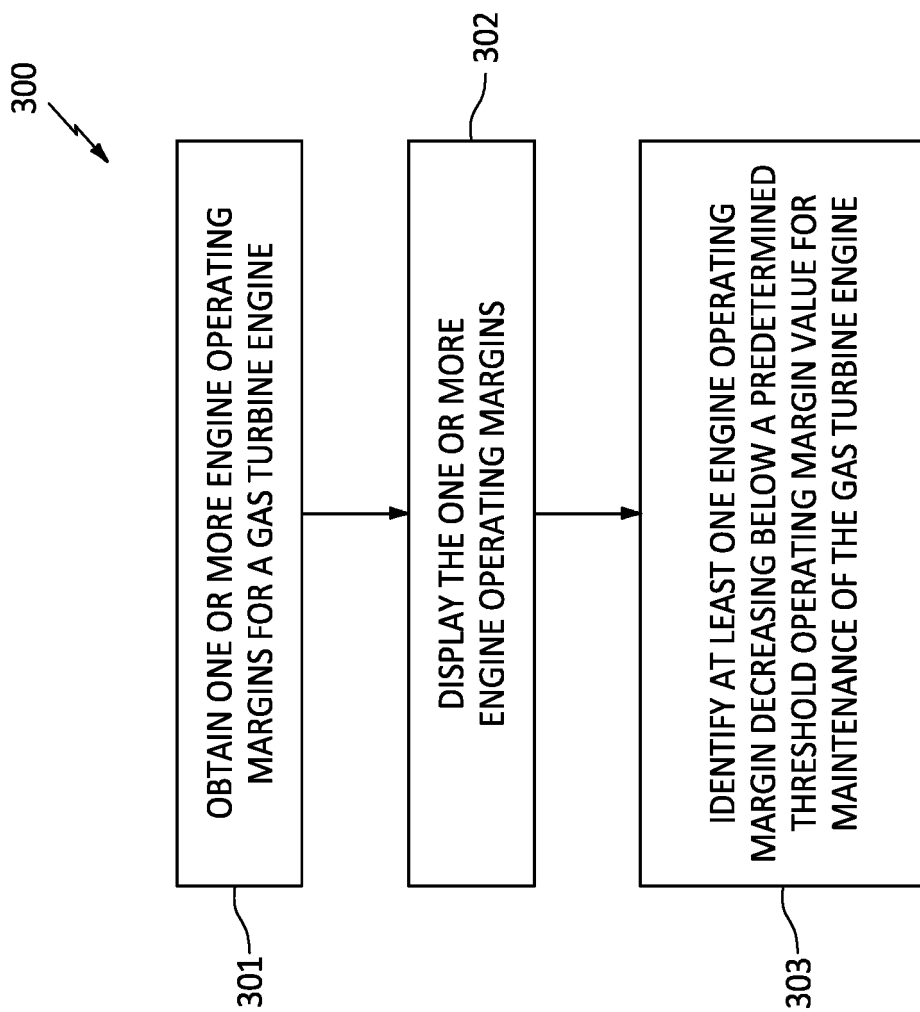 300
301
OBTAIN ONE OR MORE ENGINE OPERATING
MARGINS FOR A GAS TURBINE ENGINE
302
DISPLAY THE ONE OR MORE
ENGINE OPERATING MARGINS
303
IDENTIFY AT LEAST ONE ENGINE OPERATING
MARGIN DECREASING BELOW A PREDETERMINED
THRESHOLD OPERATING MARGIN VALUE FOR
MAINTENANCE OF THE GAS TURBINE ENGINE